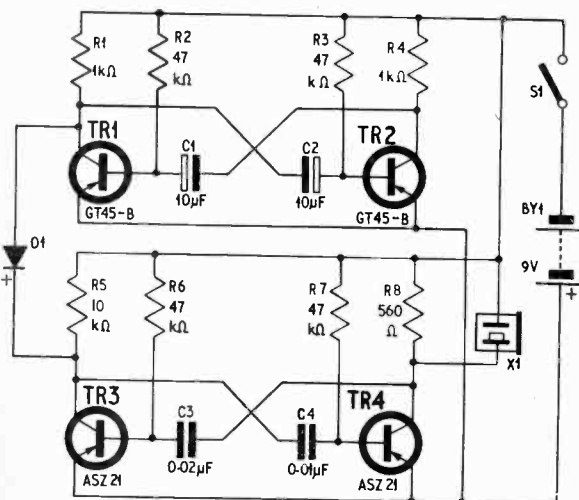 R1
1kΩ
R2
47
kΩ
R3
47
kΩ
R4
1kΩ
S1
TR1
C1
10µF
C2
10µF
TR2
GT45-B
GT45-B
BY1
9V
+
D1
+
R5
10
kΩ
R6
47
kΩ
R7
47
kΩ
R8
560
Ω
X1
TR3
C3
0·02µF
C4
0·01µF
TR4
ASZ 21
ASZ 21